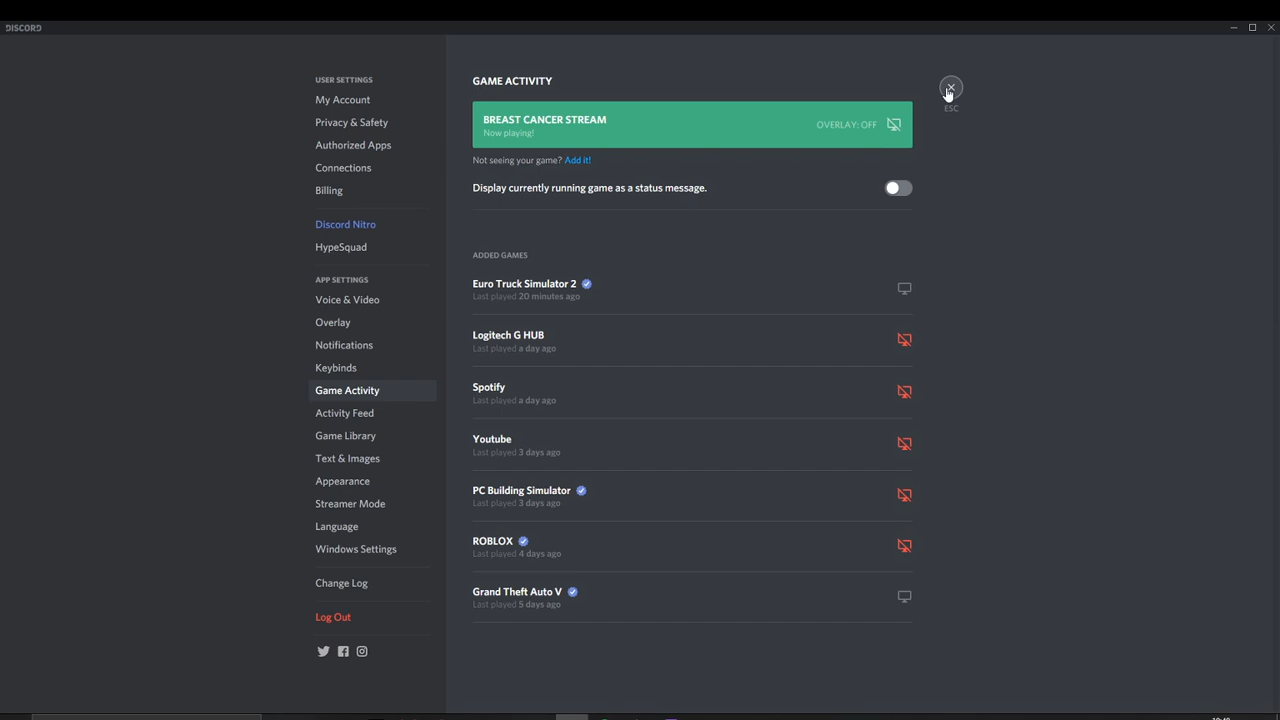 DISCORD
USER SETTINGS
My Account
Privacy & Safety
Authorized Apps
Connections
Billing
Discord Nitro
HypeSquad
APP SETTINGS
Voice & Video
Overlay
Notifications
Keybinds
Game Activity
Activity Feed
Game Library
Text & Images
Appearance
Streamer Mode
Language
Windows Settings
Change Log
Log Out
GAME ACTIVITY
ESC
BREAST CANCER STREAM
Now playing!
OVERLAY: OFF
Not seeing your game? Add it!
Display currently running game as a status message.
ADDED GAMES
Euro Truck Simulator 2
Last played 20 minutes ago
Logitech G HUB
Last played a day ago
Spotify
Last played a day ago
Youtube
Last played 3 days ago
PC Building Simulator
Last played 3 days ago
ROBLOX
Last played 4 days ago
Grand Theft Auto V
Last played 5 days ago